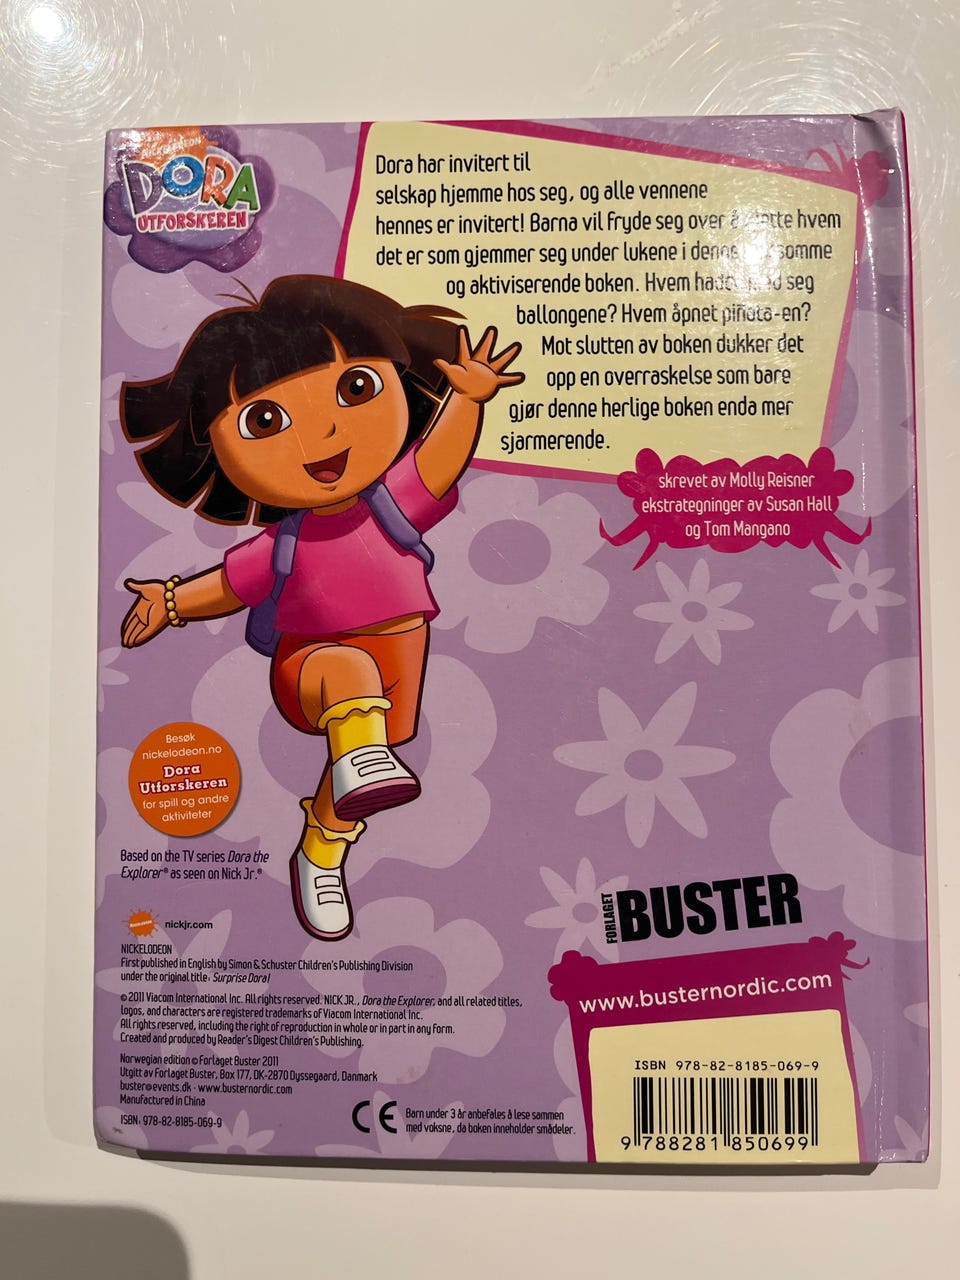 NICKELODEON
DORA
UTFORSKEREN
Dora har invitert til
selskap hjemme hos seg, og alle vennene
hennes er invitert! Barna vil fryde seg over å gjette hvem
det er som gjemmer seg under lukene i denne somme
og aktiviserende boken. Hvem hadde med seg
ballongene? Hvem åpnet piñata-en?
Mot slutten av boken dukker det
opp en overraskelse som bare
gjør denne herlige boken enda mer
sjarmerende.
skrevet av Molly Reisner
ekstrategninger av Susan Hall
og Tom Mangano
Besøk
nickelodeon.no
Dora
Utforskeren
for spill og andre
aktiviteter
Based on the TV series Dora the
Explorer® as seen on Nick Jr.®
NICKELODEON nickjr.com
NICKELODEON
First published in English by Simon & Schuster Children's Publishing Division
under the original title: Surprise Dora!
© 2011 Viacom International Inc. All rights reserved. NICK JR., Dora the Explorer, and all related titles,
logos, and characters are registered trademarks of Viacom International Inc.
All rights reserved, including the right of reproduction in whole or in part in any form.
Created and produced by Reader's Digest Children's Publishing.
Norwegian edition © Forlaget Buster 2011
Utgitt av Forlaget Buster, Box 177, DK-2870 Dyssegaard, Danmark
buster@events.dk · www.busternordic.com
Manufactured in China
ISBN: 978-82-8185-069-9
CE
Barn under 3 år anbefales å lese sammen
med voksne, da boken inneholder smådeler.
FORLAGET BUSTER
www.busternordic.com
ISBN 978-82-8185-069-9
9 788281 850699